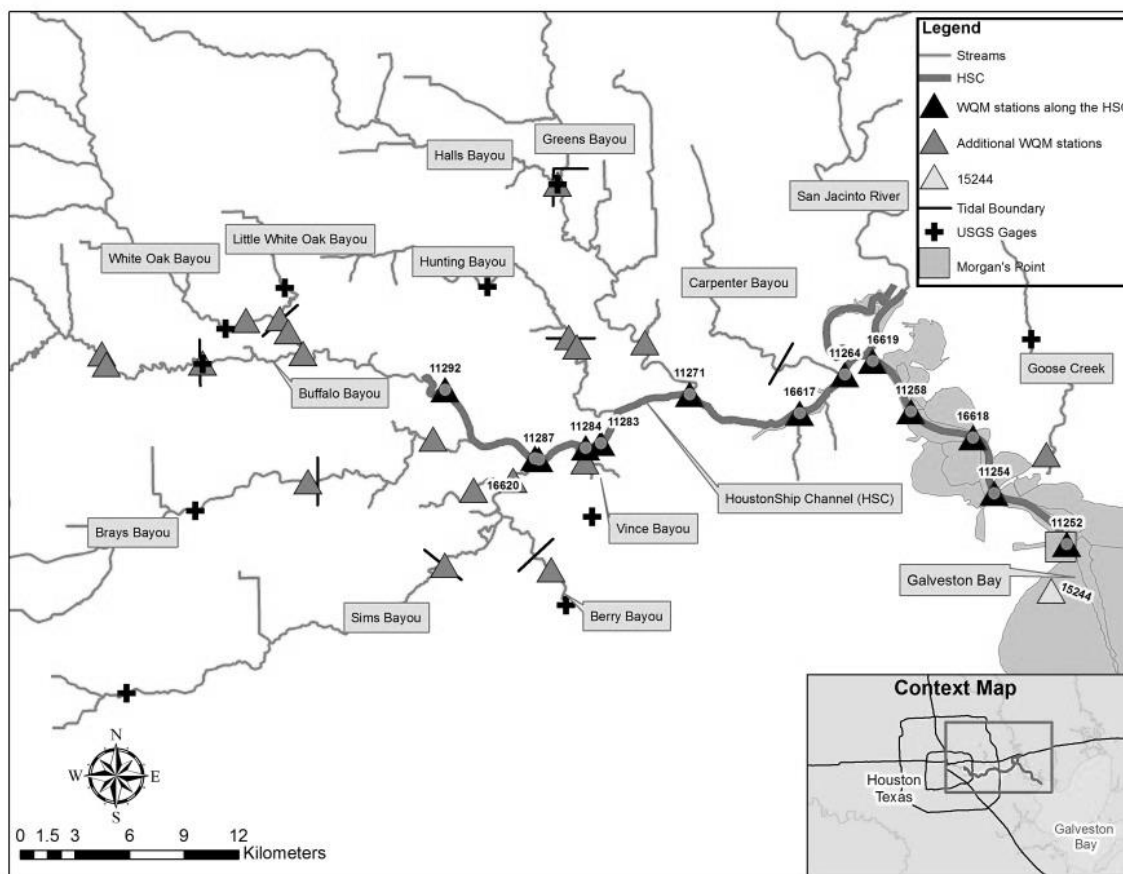 Legend
Streams
HSC
WQM stations along the HSC
Additional WQM stations
15244
Tidal Boundary
USGS Gages
Morgan's Point
Greens Bayou
Halls Bayou
San Jacinto River
Little White Oak Bayou
White Oak Bayou
Hunting Bayou
Carpenter Bayou
16619
11264
Goose Creek
11292
11271
16617
11258
Buffalo Bayou
16618
11284
11283
11287
11254
16620
HoustonShip Channel (HSC)
11252
Brays Bayou
Vince Bayou
Galveston Bay
15244
Sims Bayou
Berry Bayou
Context Map
Houston
Texas
Galveston
Bay
N
W E
S
0 1.5 3 6 9 12
Kilometers